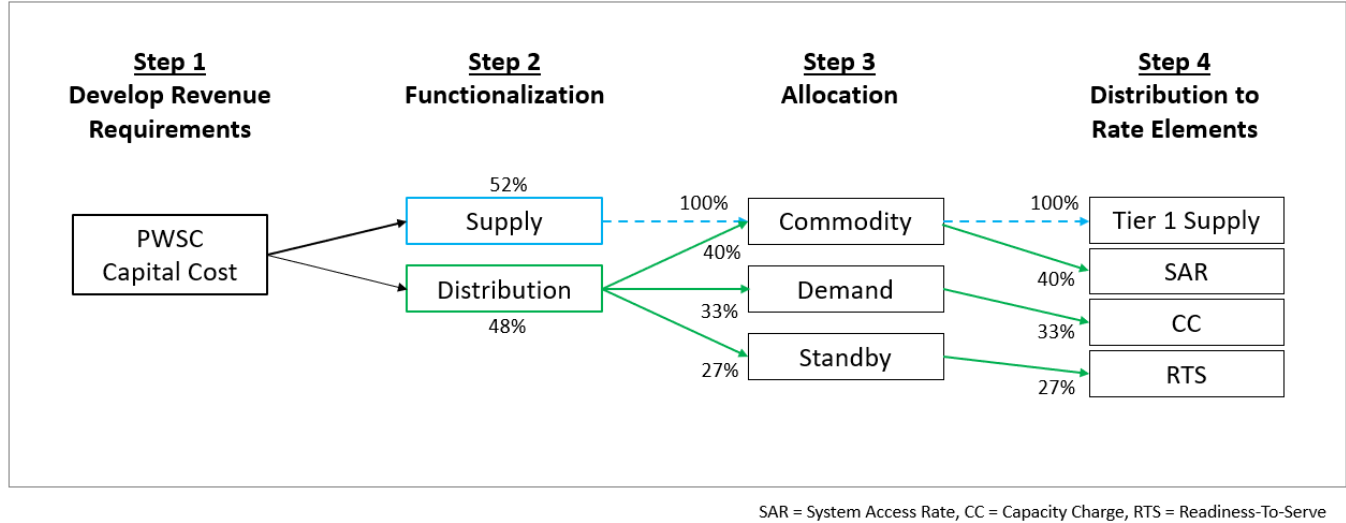 Step 1
Develop Revenue
Requirements
Step 2
Functionalization
Step 3
Allocation
Step 4
Distribution to
Rate Elements
PWSC
Capital Cost
52%
Supply
Distribution
48%
100%
40%
33%
27%
Commodity
Demand
Standby
100%
40%
33%
27%
Tier 1 Supply
SAR
CC
RTS
SAR = System Access Rate, CC = Capacity Charge, RTS = Readiness-To-Serve